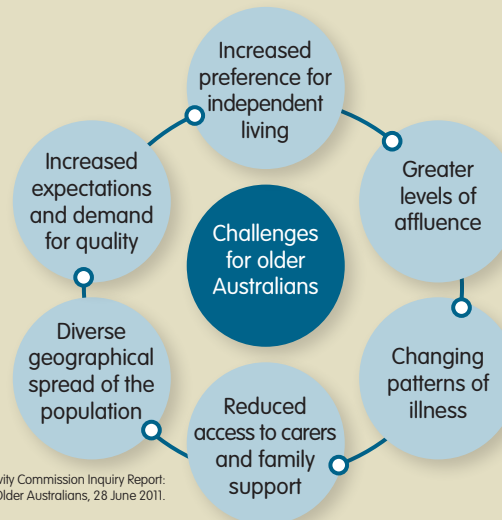 Increased
preference for
independent
living
Greater
levels of
affluence
Changing
patterns of
illness
Reduced
access to carers
and family
support
Diverse
geographical
spread of the
population
Increased
expectations
and demand
for quality
Challenges
for older
Australians
Commission Inquiry Report:
Older Australians, 28 June 2011.